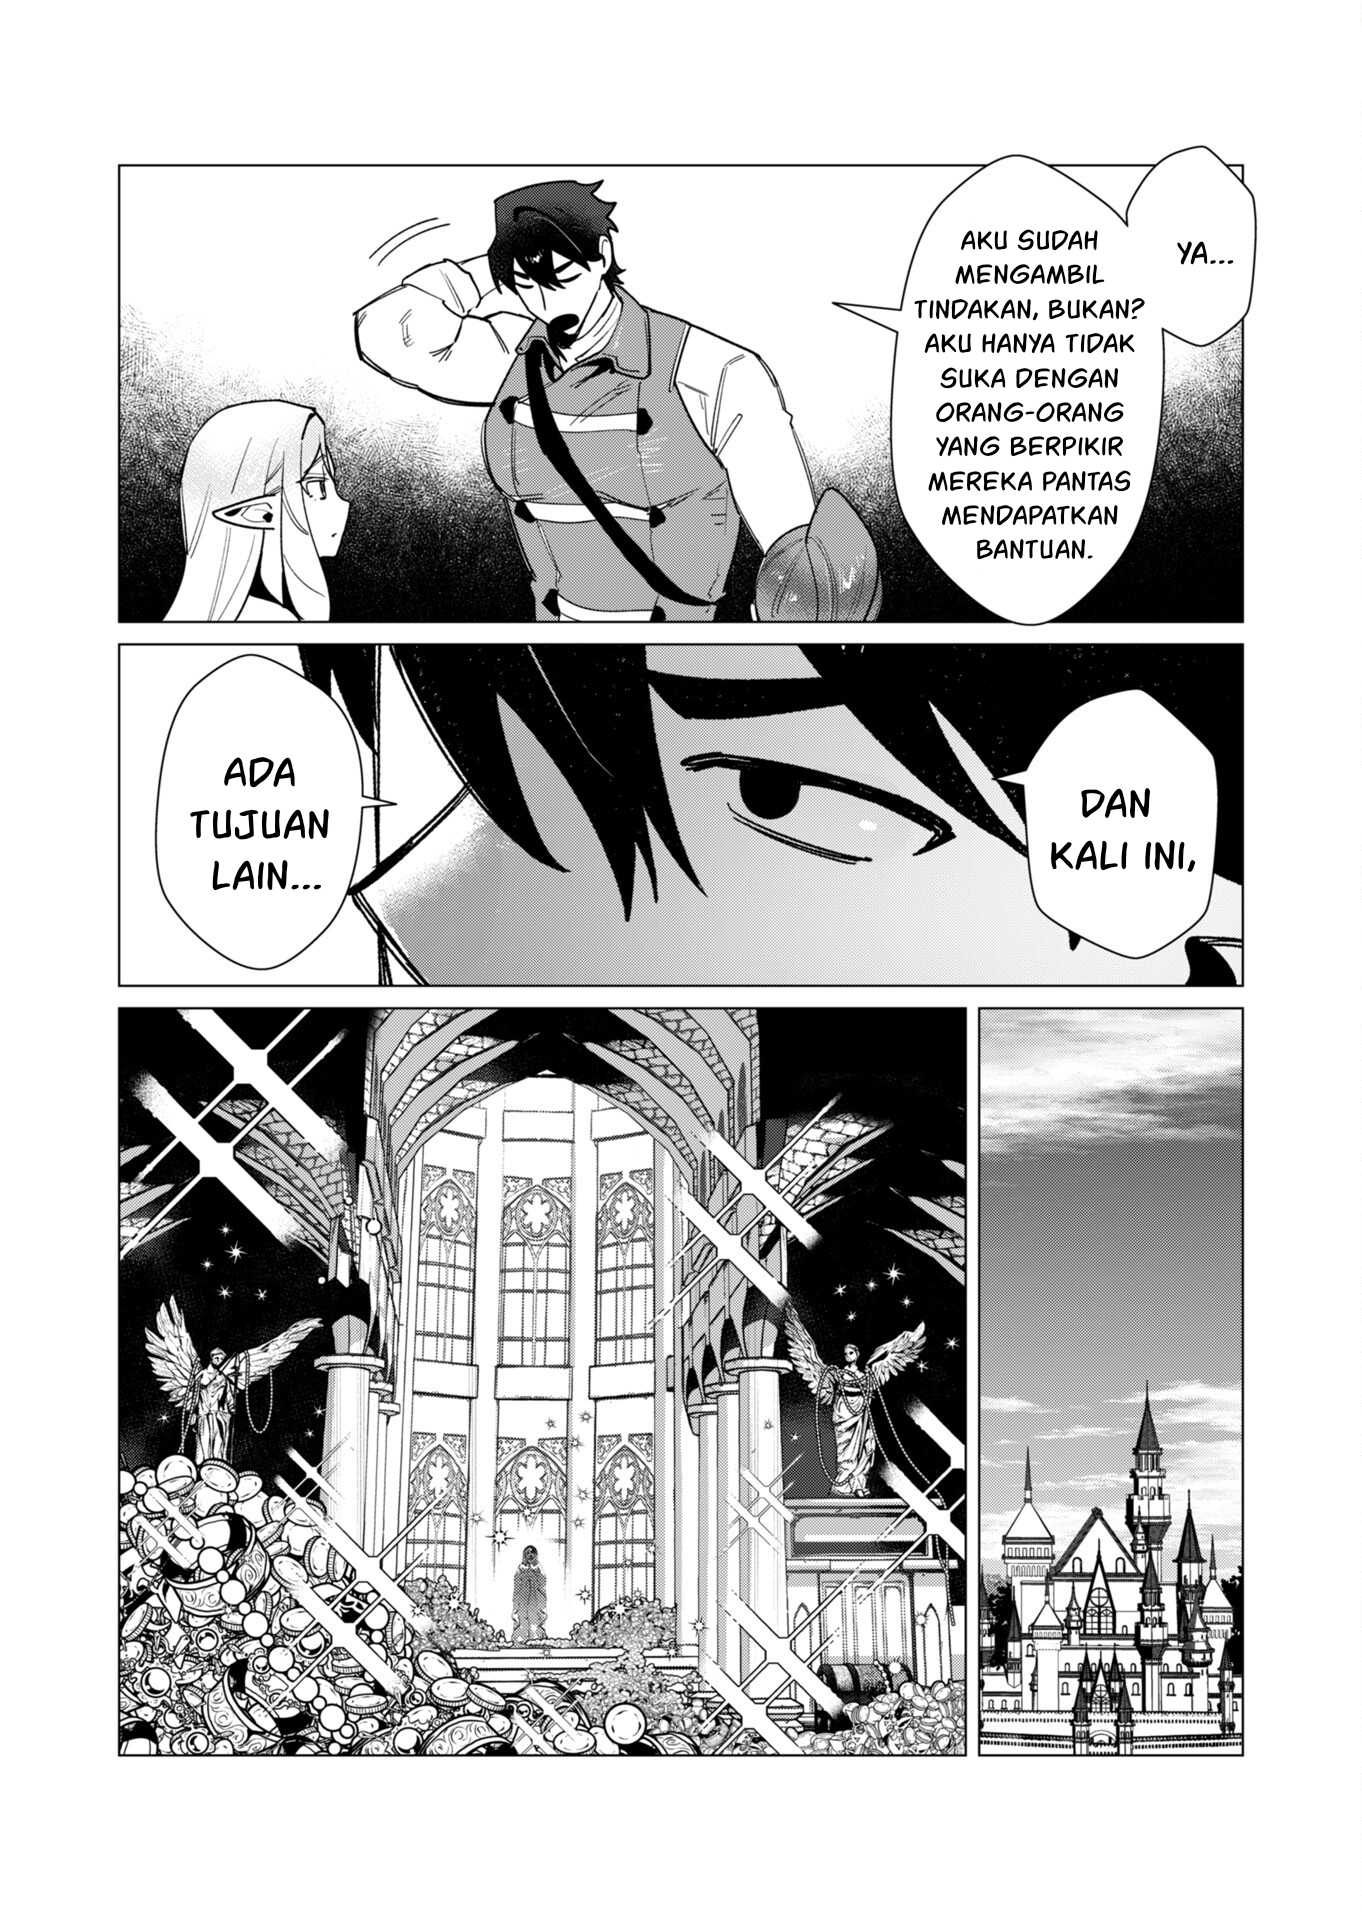 YA...
AKU SUDAH
MENGAMBIL
TINDAKAN, BUKAN?
AKU HANYA TIDAK
SUKA DENGAN
ORANG-ORANG
YANG BERPIKIR
MEREKA PANTAS
MENDAPATKAN
BANTUAN.
DAN
KALI INI,
ADA
TUJUAN
LAIN...